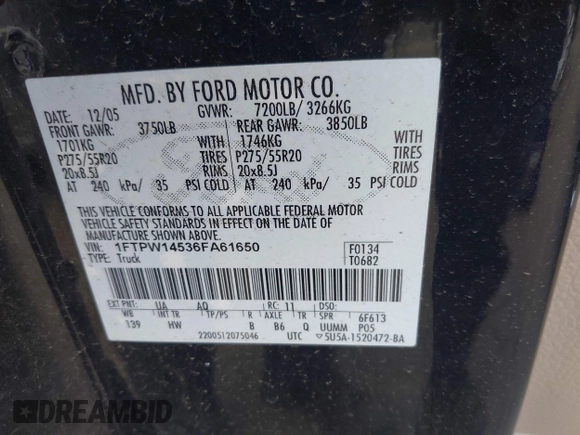 MFD. BY FORD MOTOR CO.
DATE: 12/05 GVWR: 7200LB/ 3266KG
FRONT GAWR: 3750LB REAR GAWR: 3850LB
1701KG WITH 1746KG WITH
P275/55R20 TIRES P275/55R20 TIRES
20x8.5J RIMS 20x8.5J RIMS
AT 240 kPa/ 35 PSI COLD AT 240 kPa/ 35 PSI COLD
THIS VEHICLE CONFORMS TO ALL APPLICABLE FEDERAL MOTOR
VEHICLE SAFETY STANDARDS IN EFFECT ON THE DATE OF
MANUFACTURE SHOWN ABOVE.
VIN: 1FTPW14536FA61650 F0134
TYPE: Truck T0682
EXT PNT: UA AQ RC: 11 DSO:
WB INT TR TP/PS R AXLE TR SPR 6F613
139 HW B B6 Q UUMM P05
2200512075046 UTC ▽5U5A-1520472-BA
DREAMBID